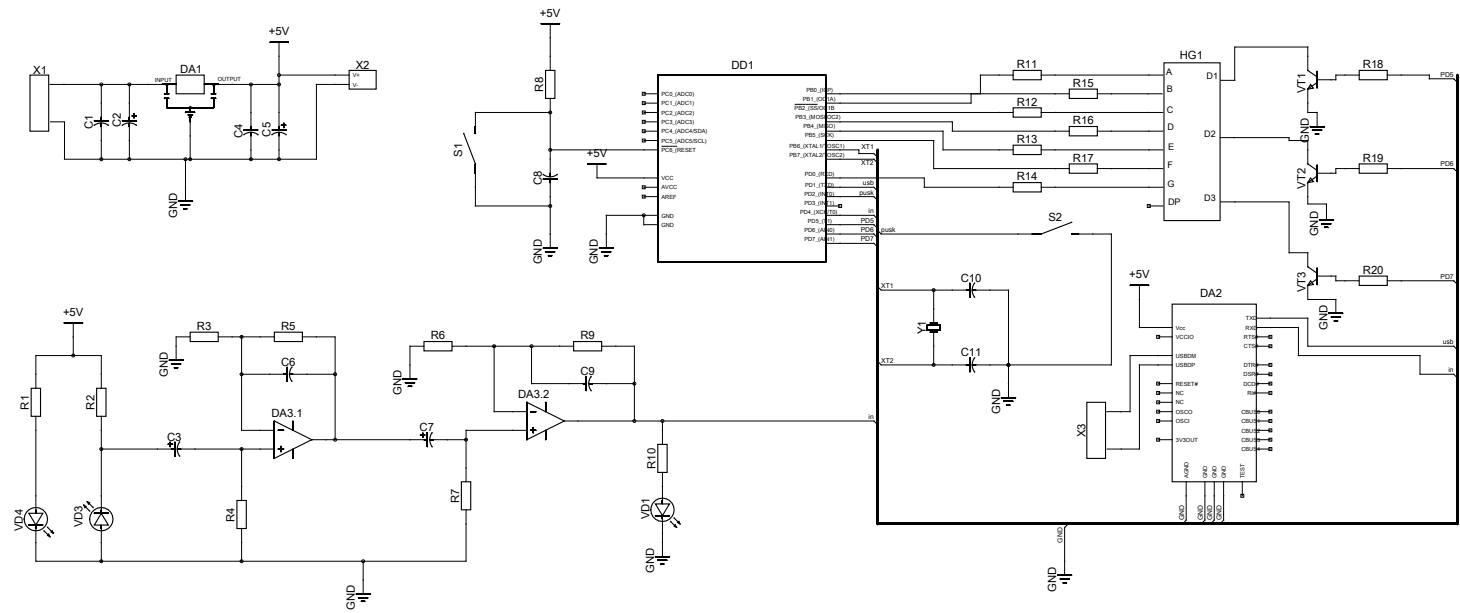 +5V
X1
INPUT
DA1
OUTPUT
X2
V+
V-
C1
C2
C4
C5
GND
+5V
R8
S1
C8
GND
+5V
GND
DD1
PC0_(ADC0)
PC1_(ADC1)
PC2_(ADC2)
PC3_(ADC3)
PC4_(ADC4/SDA)
PC5_(ADC5/SCL)
PC6_(RESET
VCC
AVCC
AREF
GND
GND
PB0_(ICP)
PB1_(OC1A)
PB2_(SS/OC1B
PB3_(MOSI/OC2)
PB4_(MISO)
PB5_(SCK)
PB6_(XTAL1/TOSC1)
PB7_(XTAL2/TOSC2)
PD0_(RXD)
PD1_(TXD)
PD2_(INT0)
PD3_(INT1)
PD4_(XCK/T0)
PD5_(T1)
PD6_(AIN0)
PD7_(AIN1)
XT1
XT2
usb
pusk
in
PD5
PD6
PD7
R11
R15
R12
R16
R13
R17
R14
HG1
A
B
C
D
E
F
G
DP
D1
D2
D3
VT1
R18
PD5
GND
VT2
R19
PD6
GND
VT3
R20
PD7
GND
pusk
S2
XT1
C10
Y1
XT2
C11
GND
+5V
DA2
Vcc
VCCIO
USBDM
USBDP
RESET#
NC
NC
OSCO
OSCI
3V3OUT
TXD
RXD
RTS#
CTS#
DTR#
DSR#
DCD#
RI#
CBUS0
CBUS1
CBUS2
CBUS3
CBUS4
AGND
GND
GND
GND
TEST
GND
GND
GND
GND
usb
in
X3
GND
GND
+5V
R1
R2
VD4
VD3
C3
R3
GND
R5
C6
DA3.1
R4
C7
R7
GND
R6
GND
R9
C9
DA3.2
R10
VD1
GND
in